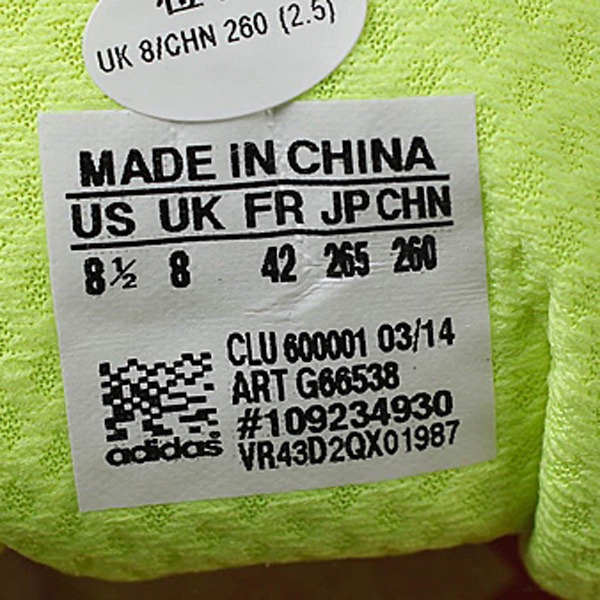 UK 8/CHN 260 {2.5}
MADE IN CHINA
US UK FR JP CHN
8½ 8 42 265 260
CLU 600001 03/14
ART G66538
#109234930
adidas VR43D2QX01987